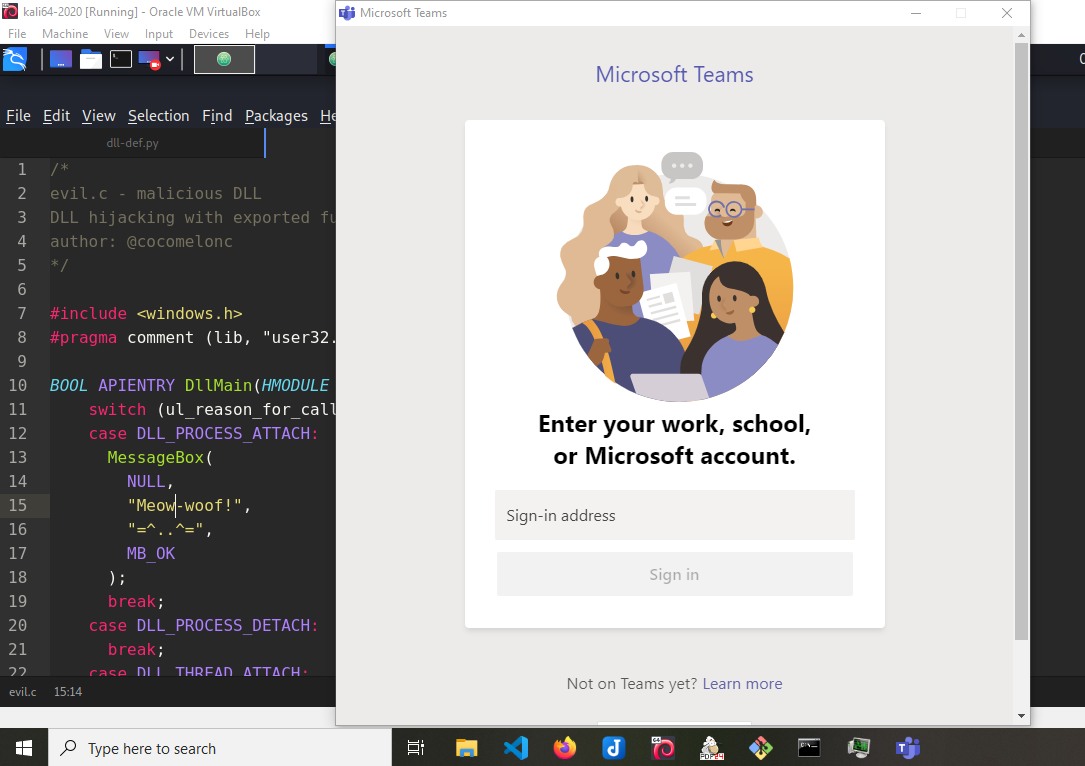 kali64-2020 [Running] - Oracle VM VirtualBox
File Machine View Input Devices Help
File Edit View Selection Find Packages He
dll-def.py
1 /*
2 evil.c - malicious DLL
3 DLL hijacking with exported fu
4 author: @cocomelonc
5 */
6
7 #include <windows.h>
8 #pragma comment (lib, "user32.
9
10 BOOL APIENTRY DllMain(HMODULE
11 switch (ul_reason_for_call
12 case DLL_PROCESS_ATTACH:
13 MessageBox(
14 NULL,
15 "Meow-woof!",
16 "=^..^=",
17 MB_OK
18 );
19 break;
20 case DLL_PROCESS_DETACH:
21 break;
22 case DLL_THREAD_ATTACH:
evil.c 15:14
Microsoft Teams
Microsoft Teams
Enter your work, school,
or Microsoft account.
Sign-in address
Sign in
Not on Teams yet? Learn more
Type here to search